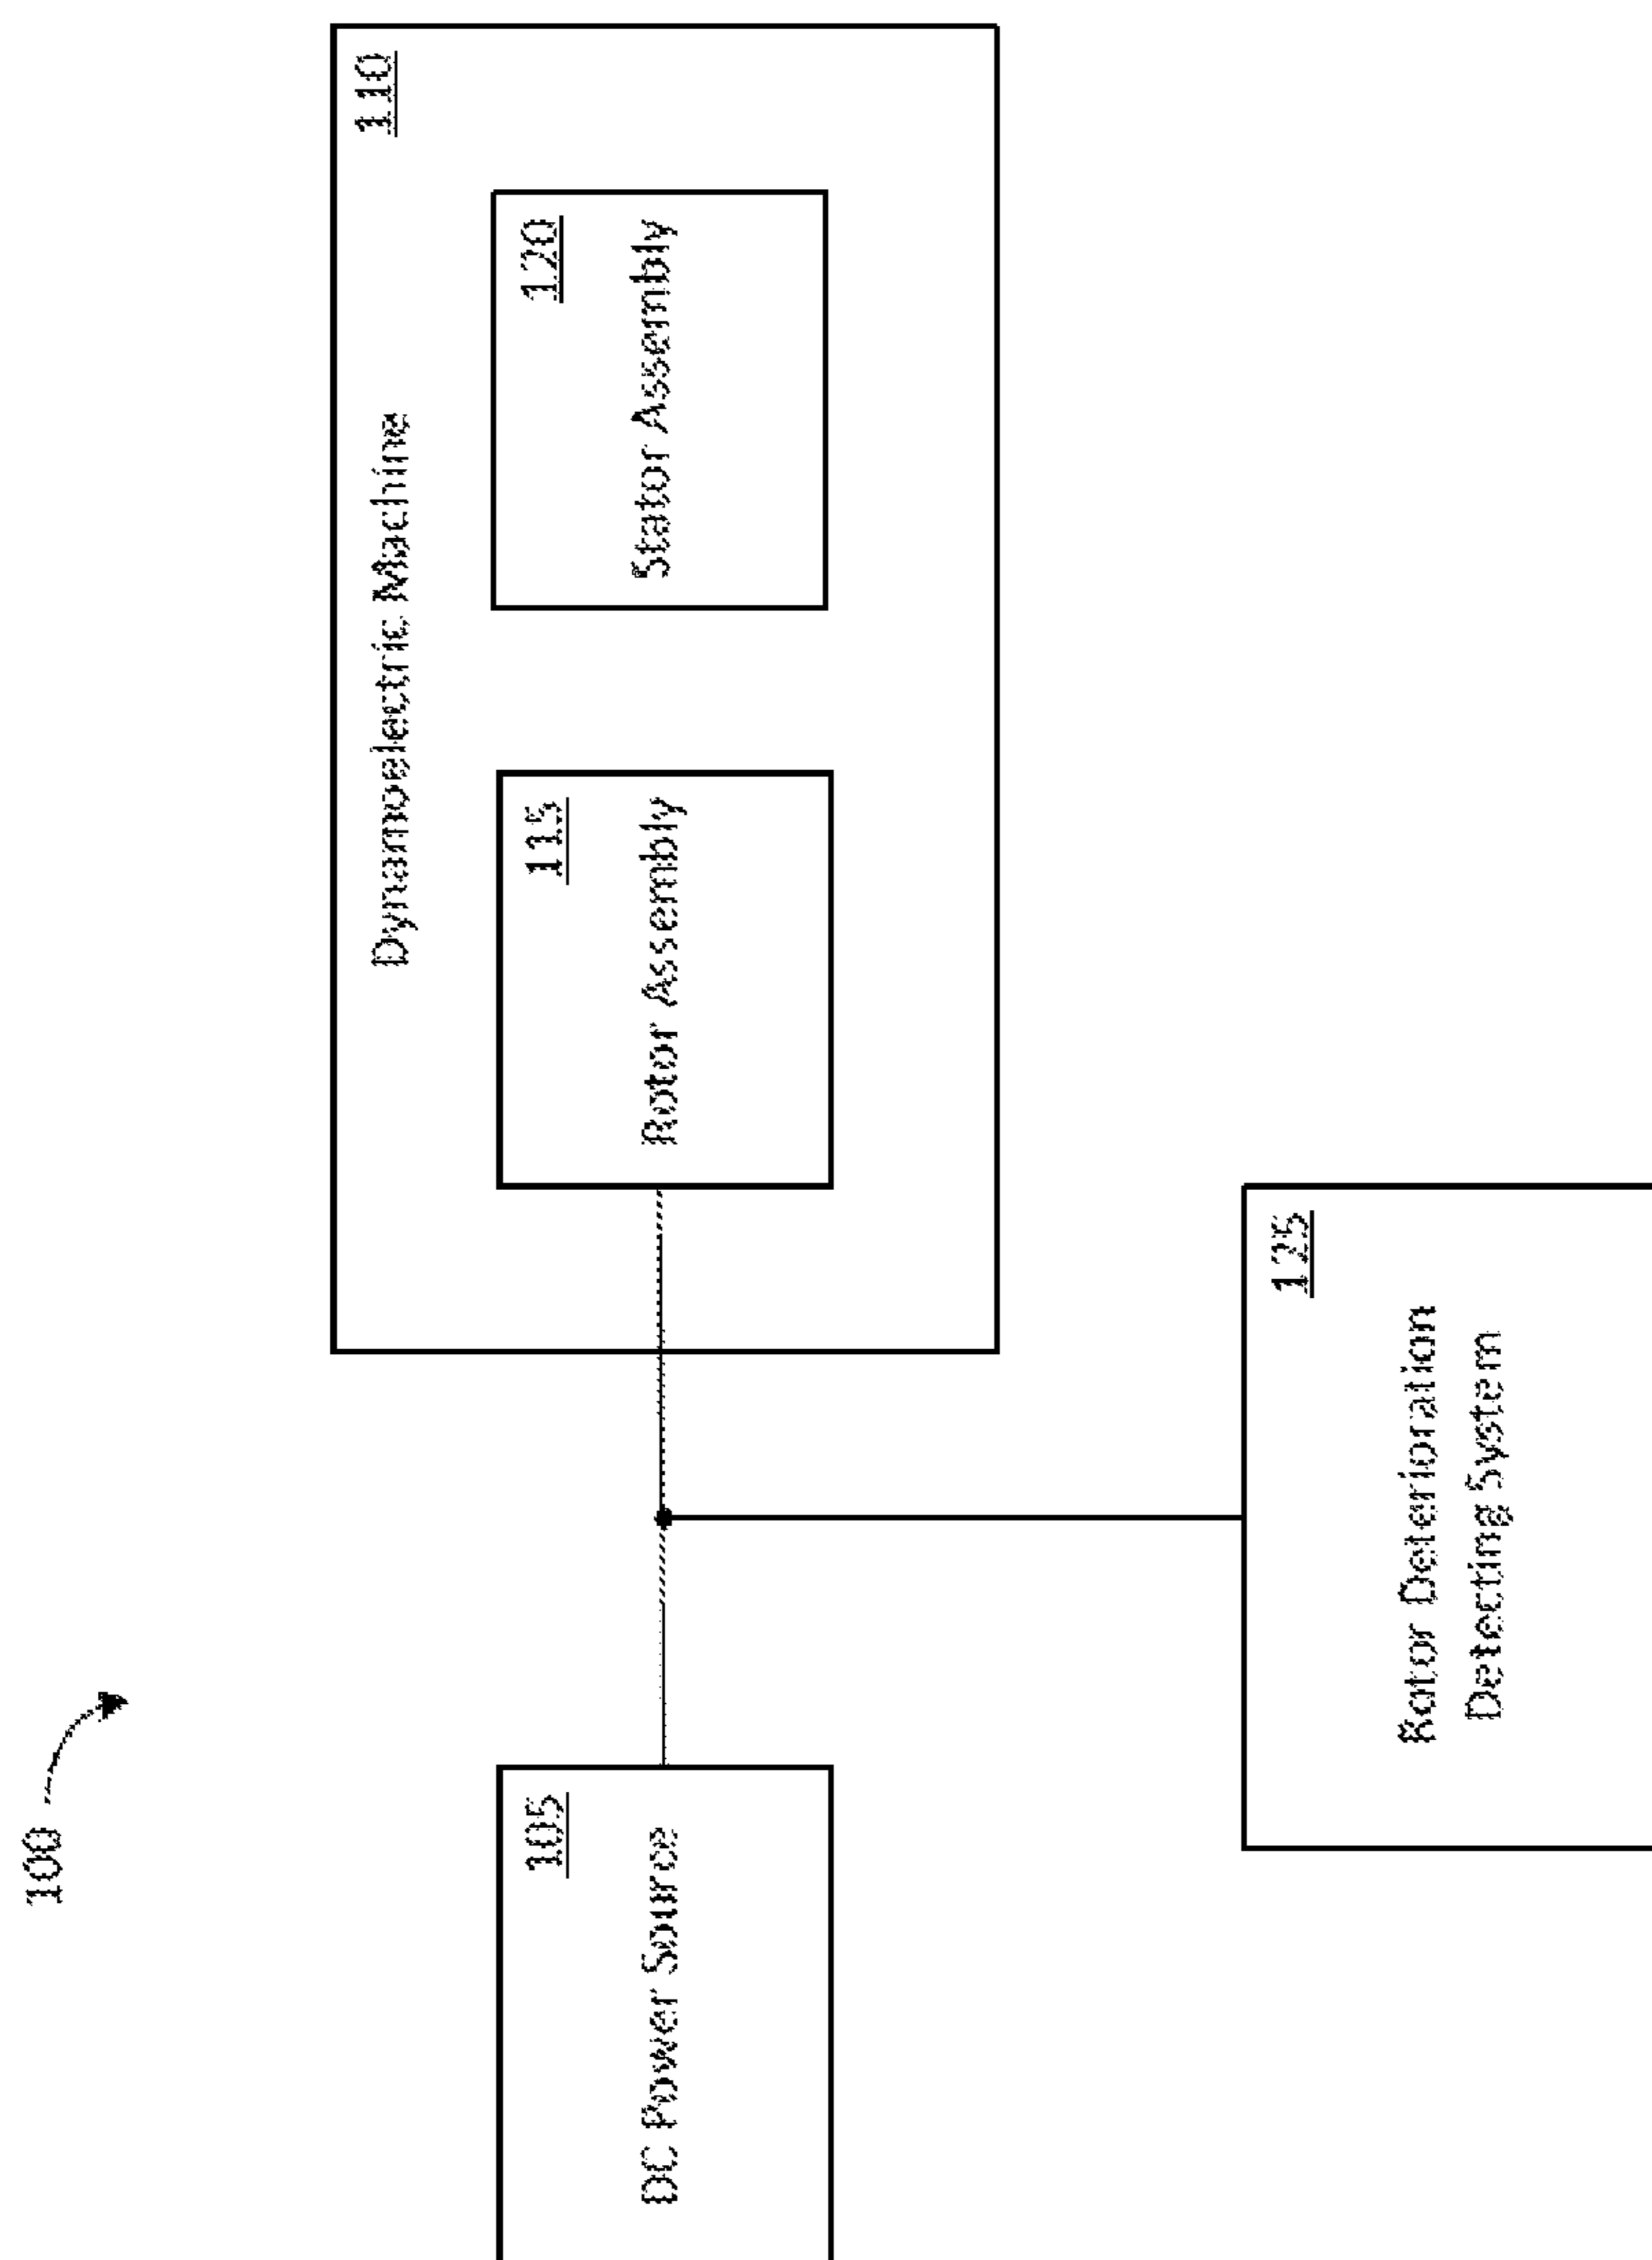 100
110
Dynamoelectric Machine
105
DC Power Source
115
Rotor Assembly
120
Stator Assembly
125
Rotor Deterioration
Detecting System